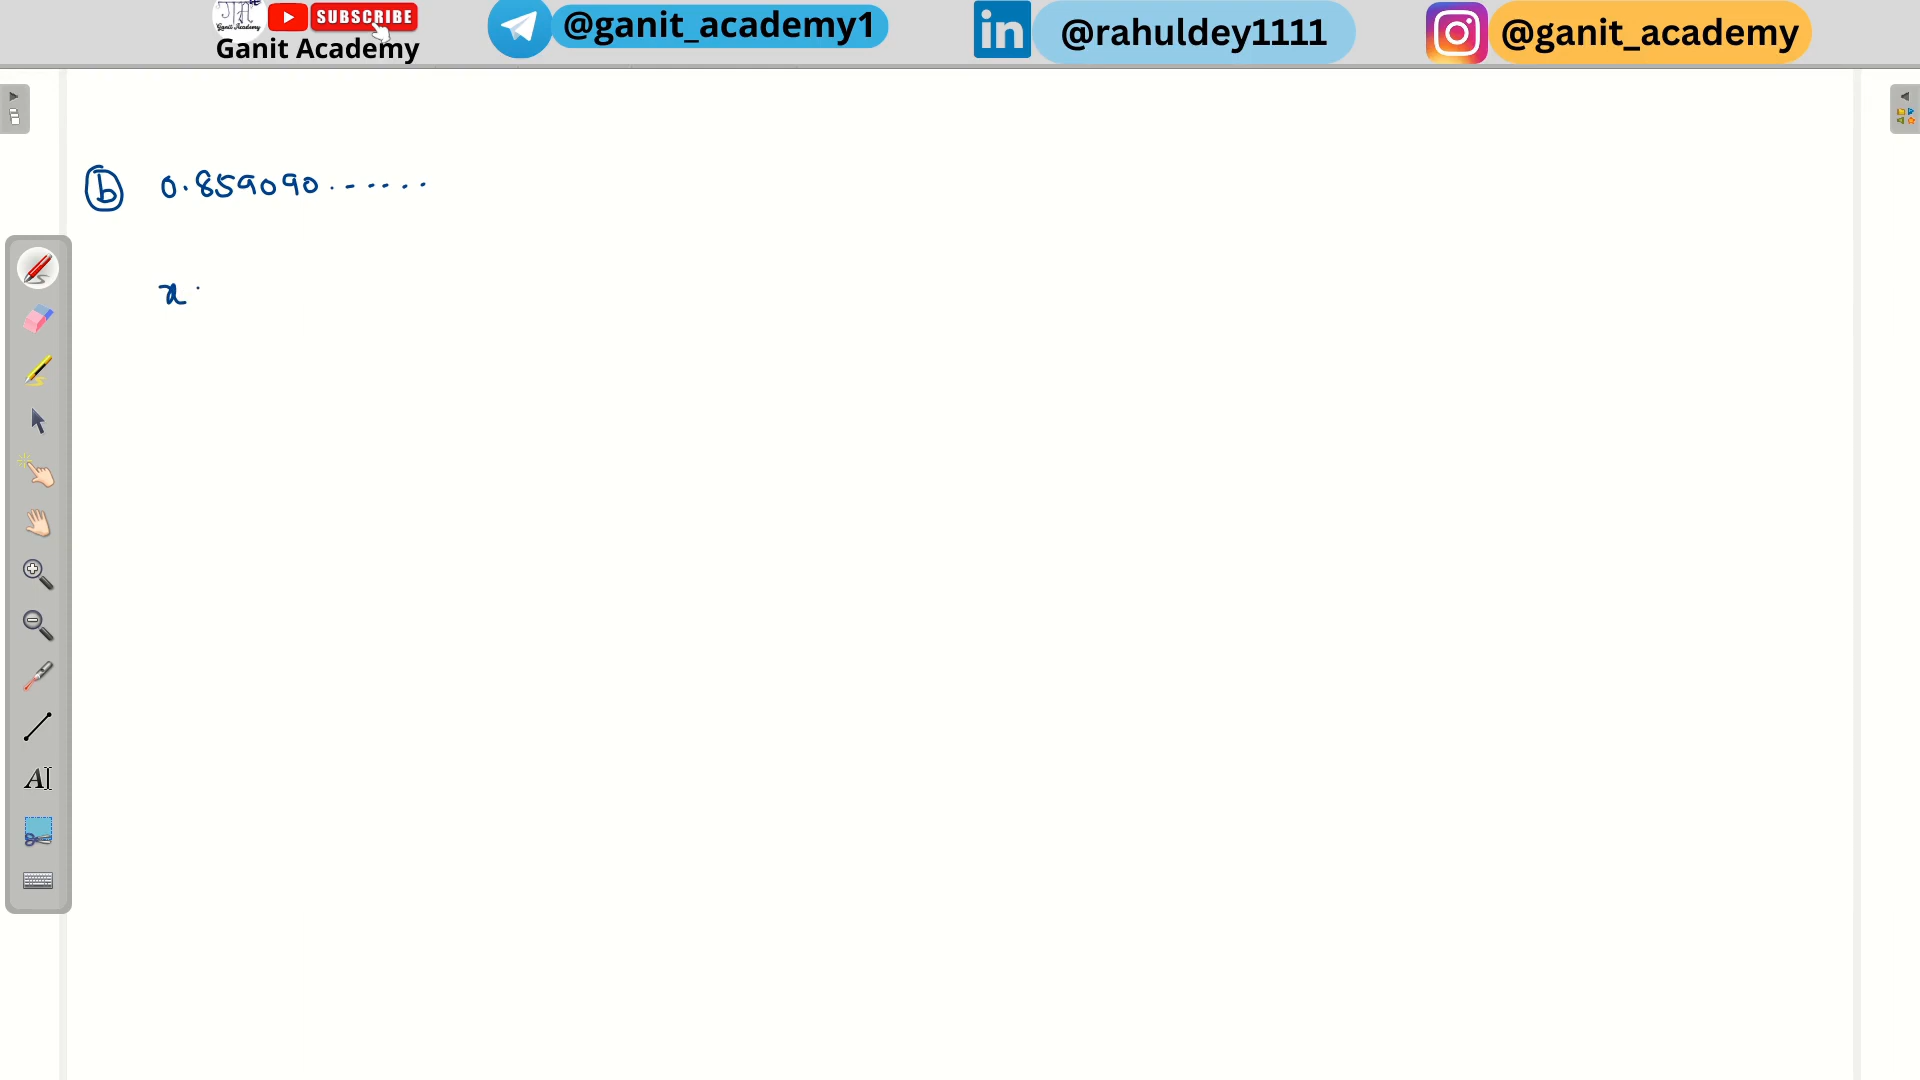 SUBSCRIBE
Ganit Academy
@ganit_academy1
@rahuldey1111
@ganit_academy
b 0.859090.......
x